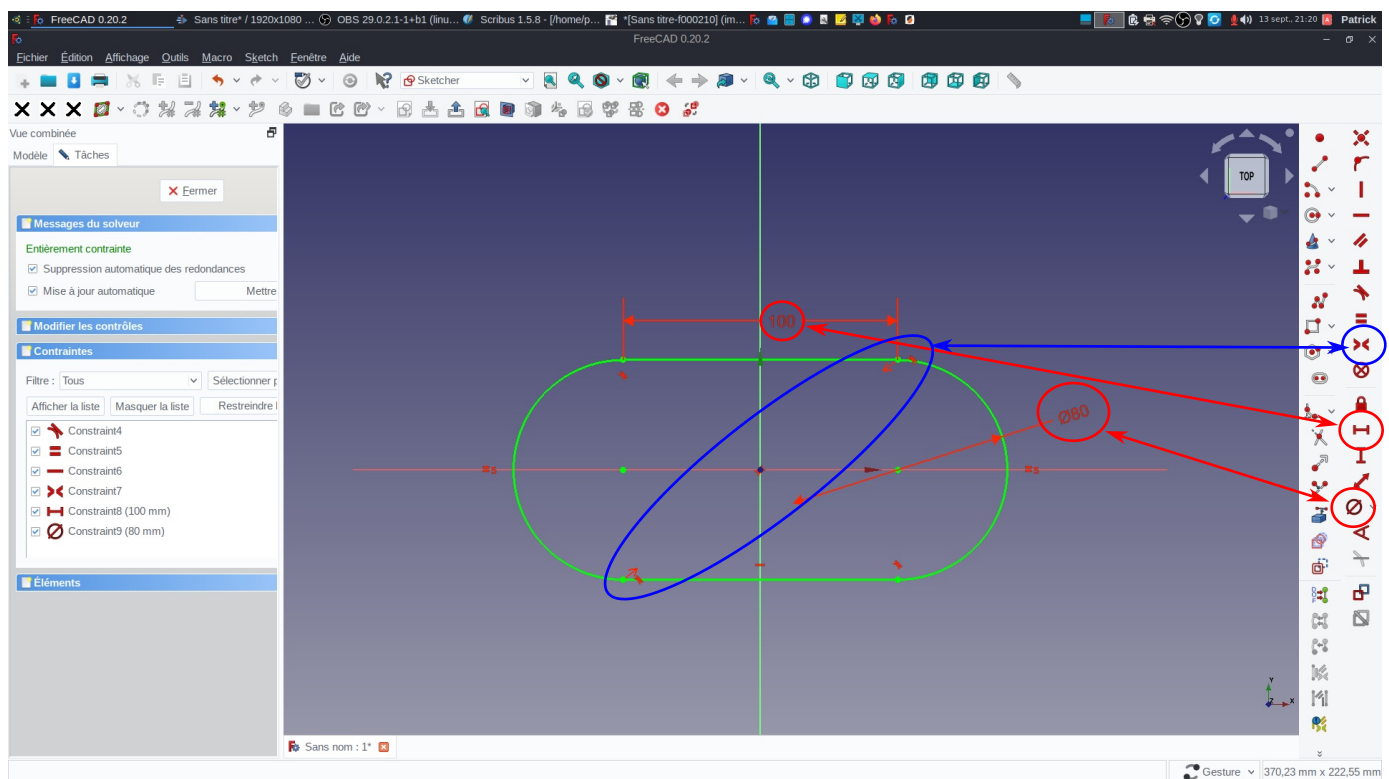 FreeCAD 0.20.2 Sans titre* / 1920x1080 ... OBS 29.0.2.1-1+b1 (linu... Scribus 1.5.8 - [/home/p... *[Sans titre-f000210] (im... 13 sept., 21:20 Patrick
FreeCAD 0.20.2
Fichier Édition Affichage Outils Macro Sketch Fenêtre Aide
Sketcher
Vue combinée
Modèle Tâches
TOP
Fermer
Messages du solveur
Entièrement contrainte
Suppression automatique des redondances
Mise à jour automatique Mettre
100
Modifier les contrôles
Contraintes
Filtre : Tous Sélectionner p
Afficher la liste Masquer la liste Restreindre l
Ø80
Constraint4
Constraint5
Constraint6
Constraint7
Constraint8 (100 mm)
Constraint9 (80 mm)
Éléments
Y
Z X
Sans nom : 1*
Gesture 370,23 mm x 222,55 mm